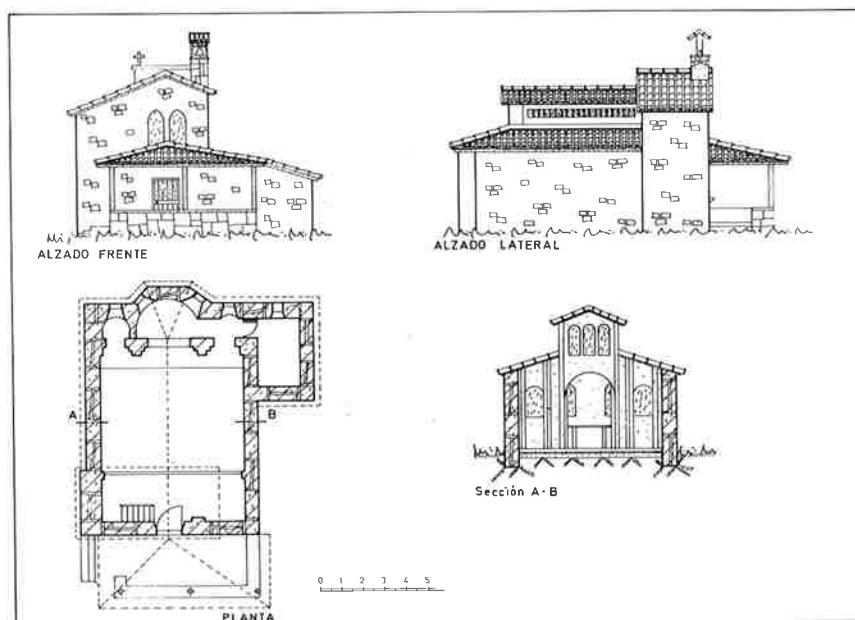 ALZADO FRENTE
ALZADO LATERAL
A
B
Sección A-B
0 1 2 3 4 5
PLANTA